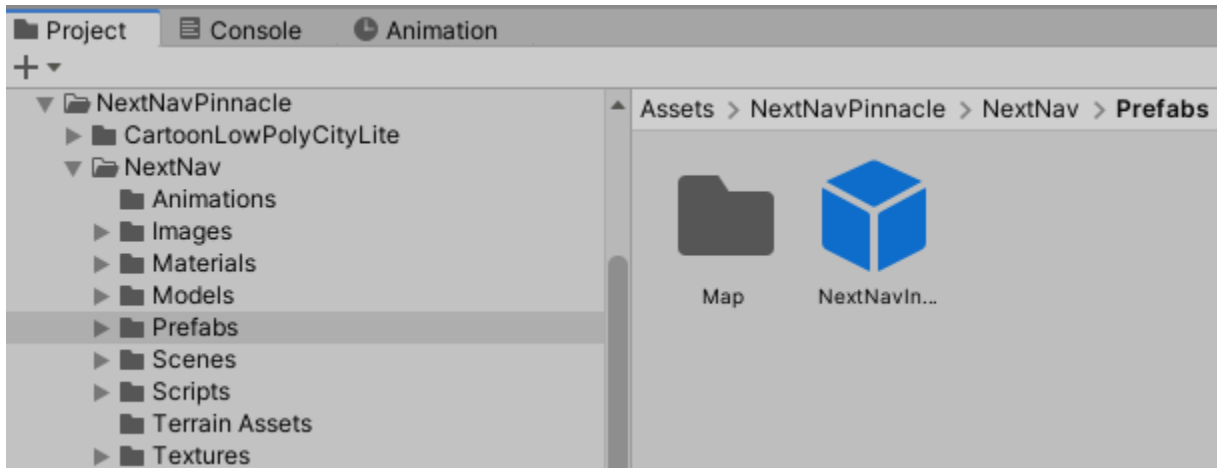 Project Console Animation
NextNavPinnacle
CartoonLowPolyCityLite
NextNav
Animations
Images
Materials
Models
Prefabs
Scenes
Scripts
Terrain Assets
Textures
Assets > NextNavPinnacle > NextNav > Prefabs
Map NextNavIn...